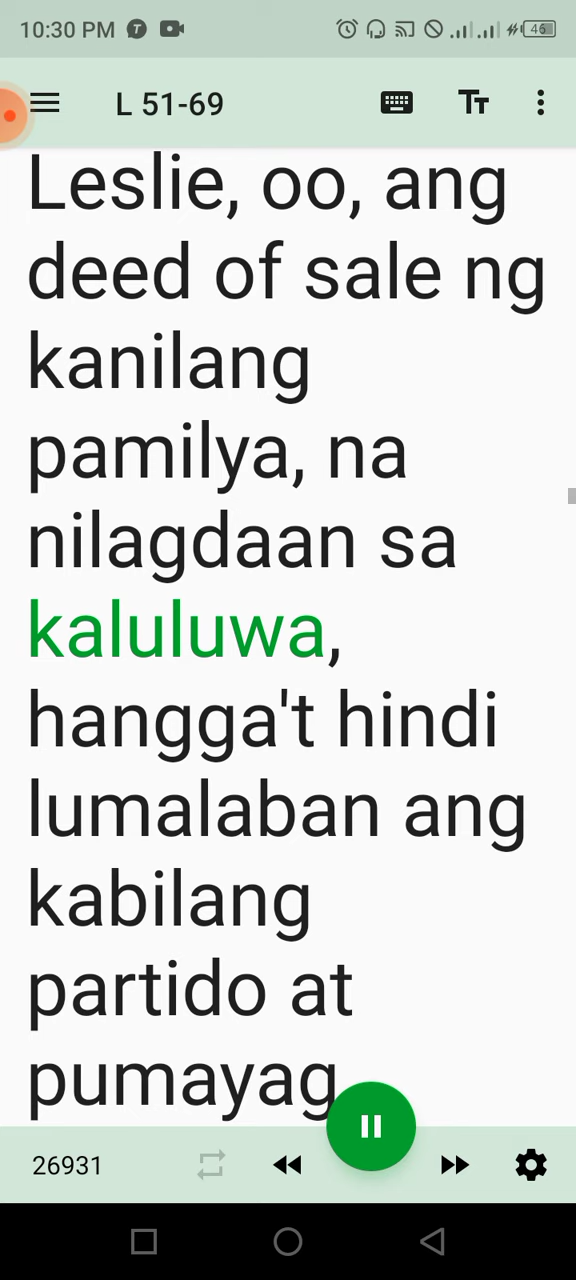 10:30 PM
46
L 51-69
Leslie, oo, ang
deed of sale ng
kanilang
pamilya, na
nilagdaan sa
kaluluwa,
hangga't hindi
lumalaban ang
kabilang
partido at
pumayag
26931